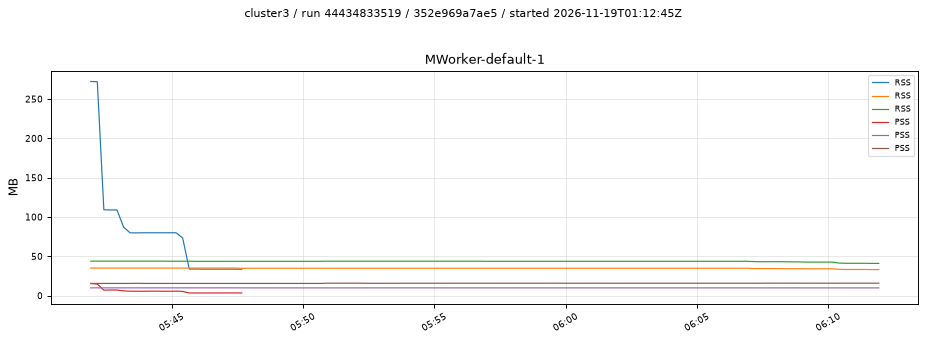 cluster3 / run 44434833519 / 352e969a7ae5 / started 2026-11-19T01:12:45Z
MWorker-default-1
MB
250
200
150
100
50
0
RSS
RSS
RSS
PSS
PSS
PSS
05:45
05:50
05:55
06:00
06:05
06:10